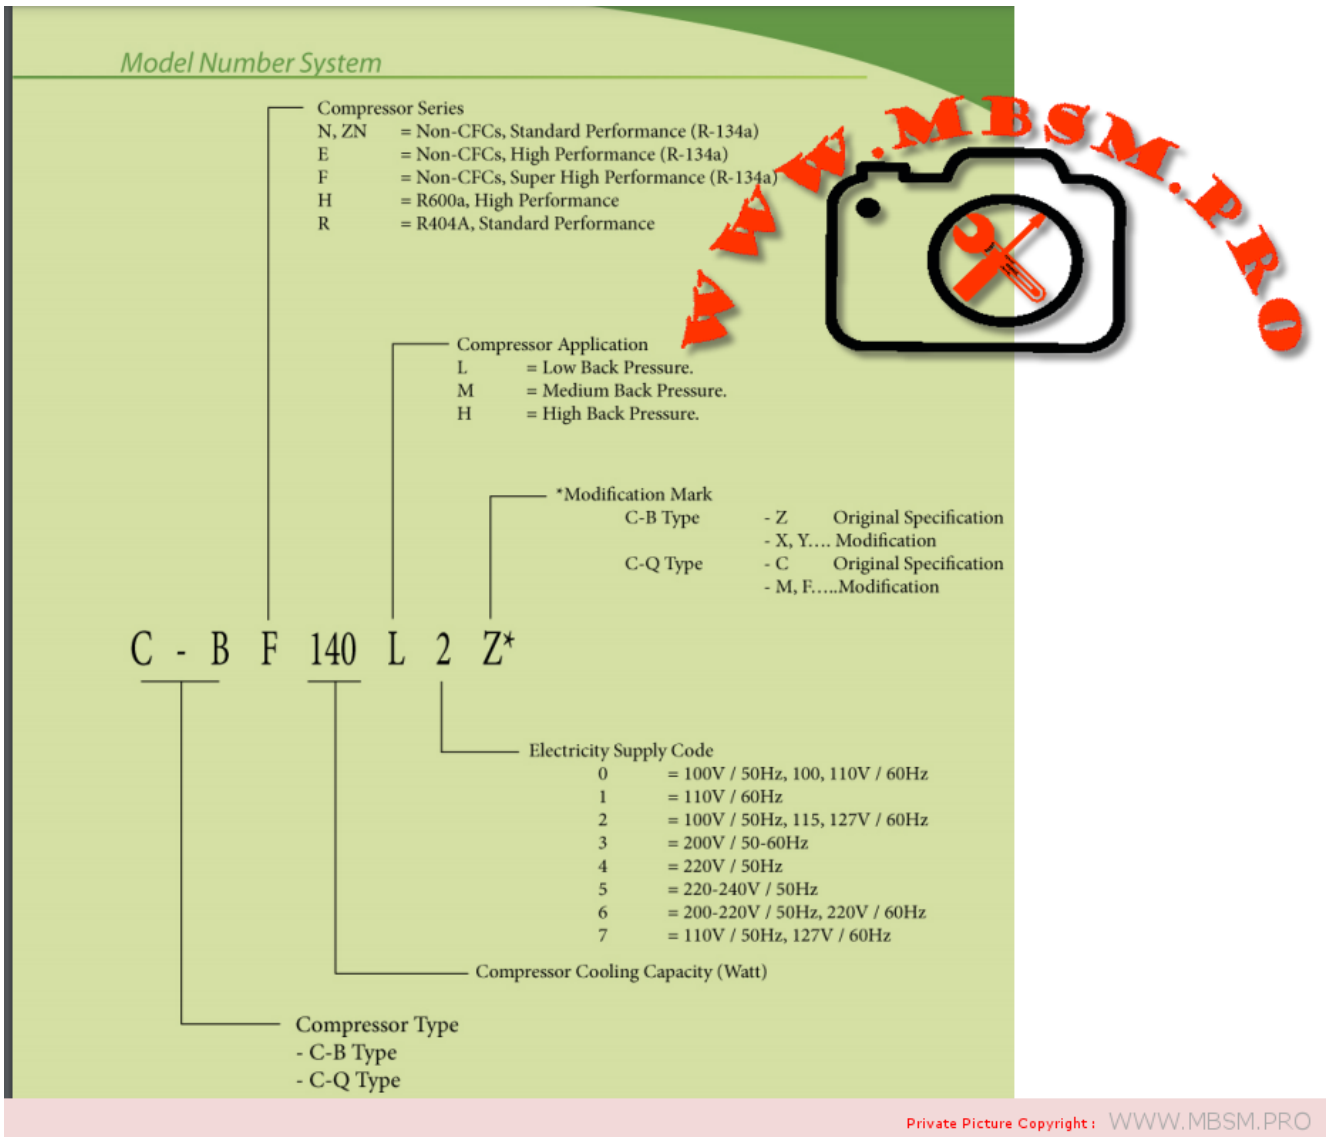 Model Number System
WWW.MBSM.PRO
Compressor Series
N, ZN = Non-CFCs, Standard Performance (R-134a)
E = Non-CFCs, High Performance (R-134a)
F = Non-CFCs, Super High Performance (R-134a)
H = R600a, High Performance
R = R404A, Standard Performance
Compressor Application
L = Low Back Pressure.
M = Medium Back Pressure.
H = High Back Pressure.
*Modification Mark
C-B Type - Z Original Specification
- X, Y.... Modification
C-Q Type - C Original Specification
- M, F.....Modification
C - B F 140 L 2 Z*
Electricity Supply Code
0 = 100V / 50Hz, 100, 110V / 60Hz
1 = 110V / 60Hz
2 = 100V / 50Hz, 115, 127V / 60Hz
3 = 200V / 50-60Hz
4 = 220V / 50Hz
5 = 220-240V / 50Hz
6 = 200-220V / 50Hz, 220V / 60Hz
7 = 110V / 50Hz, 127V / 60Hz
Compressor Cooling Capacity (Watt)
Compressor Type
- C-B Type
- C-Q Type
Private Picture Copyright : WWW.MBSM.PRO